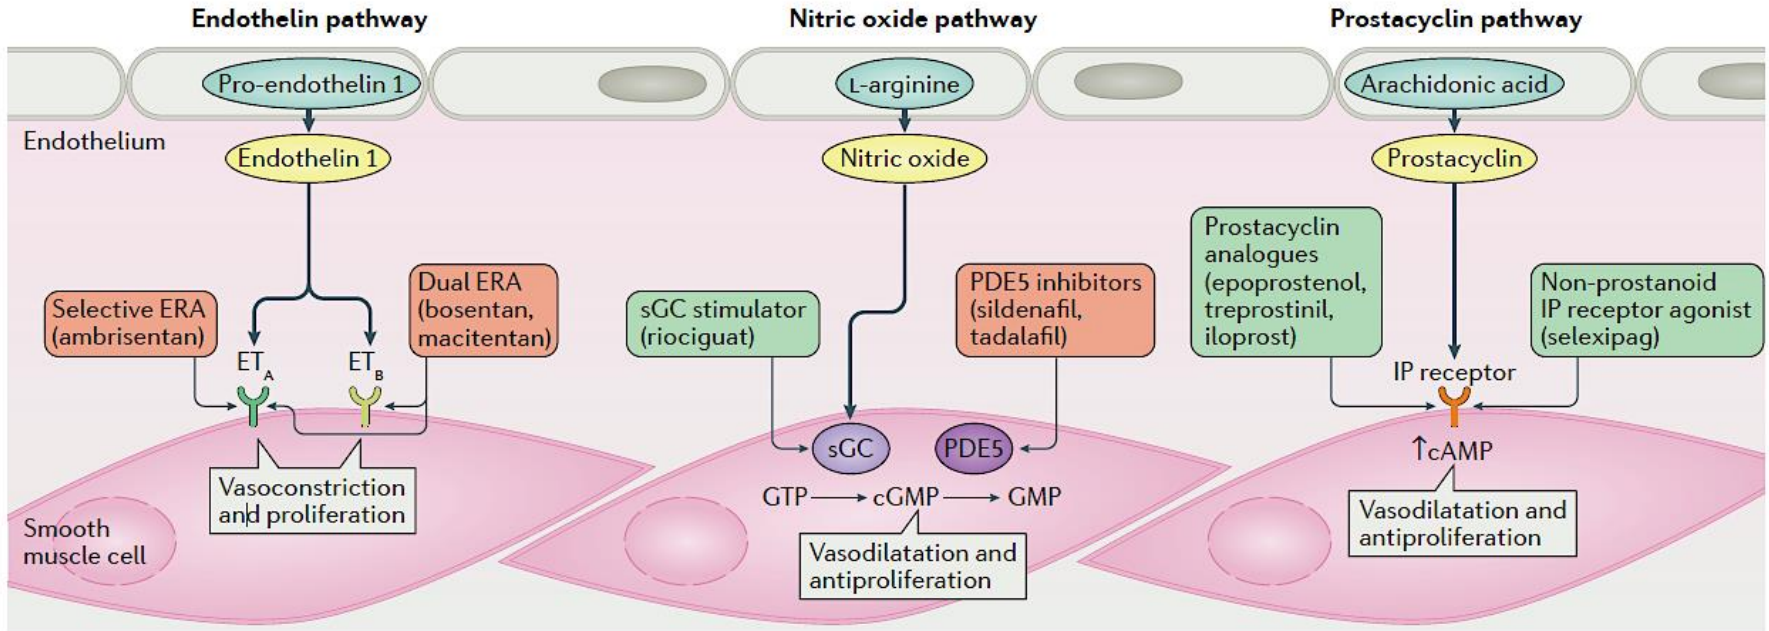 Endothelin pathway
Nitric oxide pathway
Prostacyclin pathway
Pro-endothelin 1
L-arginine
Arachidonic acid
Endothelium
Endothelin 1
Nitric oxide
Prostacyclin
Selective ERA
(ambrisentan)
Dual ERA
(bosentan,
macitentan)
sGC stimulator
(riociguat)
PDE5 inhibitors
(sildenafil,
tadalafil)
Prostacyclin
analogues
(epoprostenol,
treprostinil,
iloprost)
Non-prostanoid
IP receptor agonist
(selexipag)
ETA
ETB
IP receptor
sGC
PDE5
↑cAMP
Vasoconstriction
and proliferation
GTP → cGMP → GMP
Vasodilatation and
antiproliferation
Smooth
muscle cell
Vasodilatation and
antiproliferation